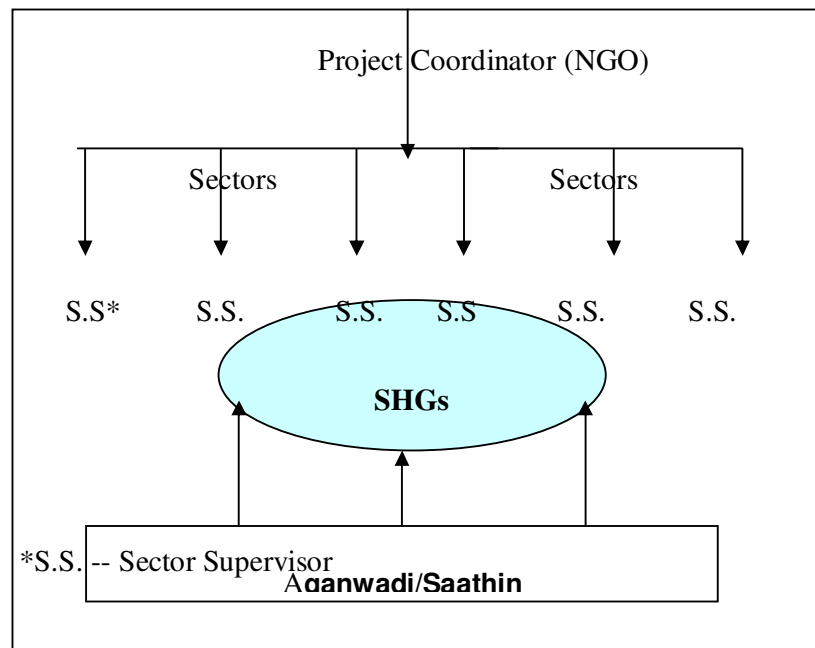 Project Coordinator (NGO)
Sectors Sectors
S.S* S.S. S.S. S.S S.S. S.S.
SHGs
*S.S. -- Sector Supervisor
Aganwadi/Saathin